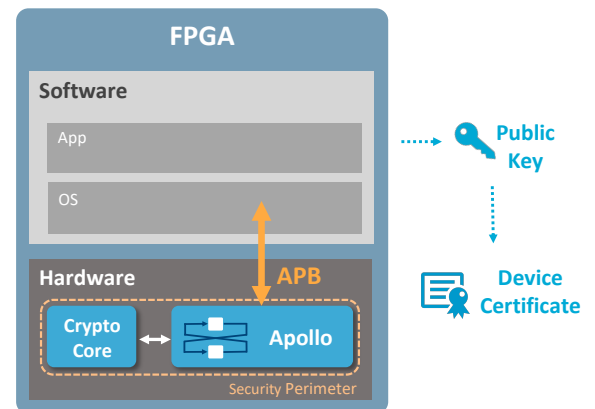 FPGA
Software
App
OS
Public
Key
Hardware
APB
Crypto
Core
Apollo
Security Perimeter
Device
Certificate